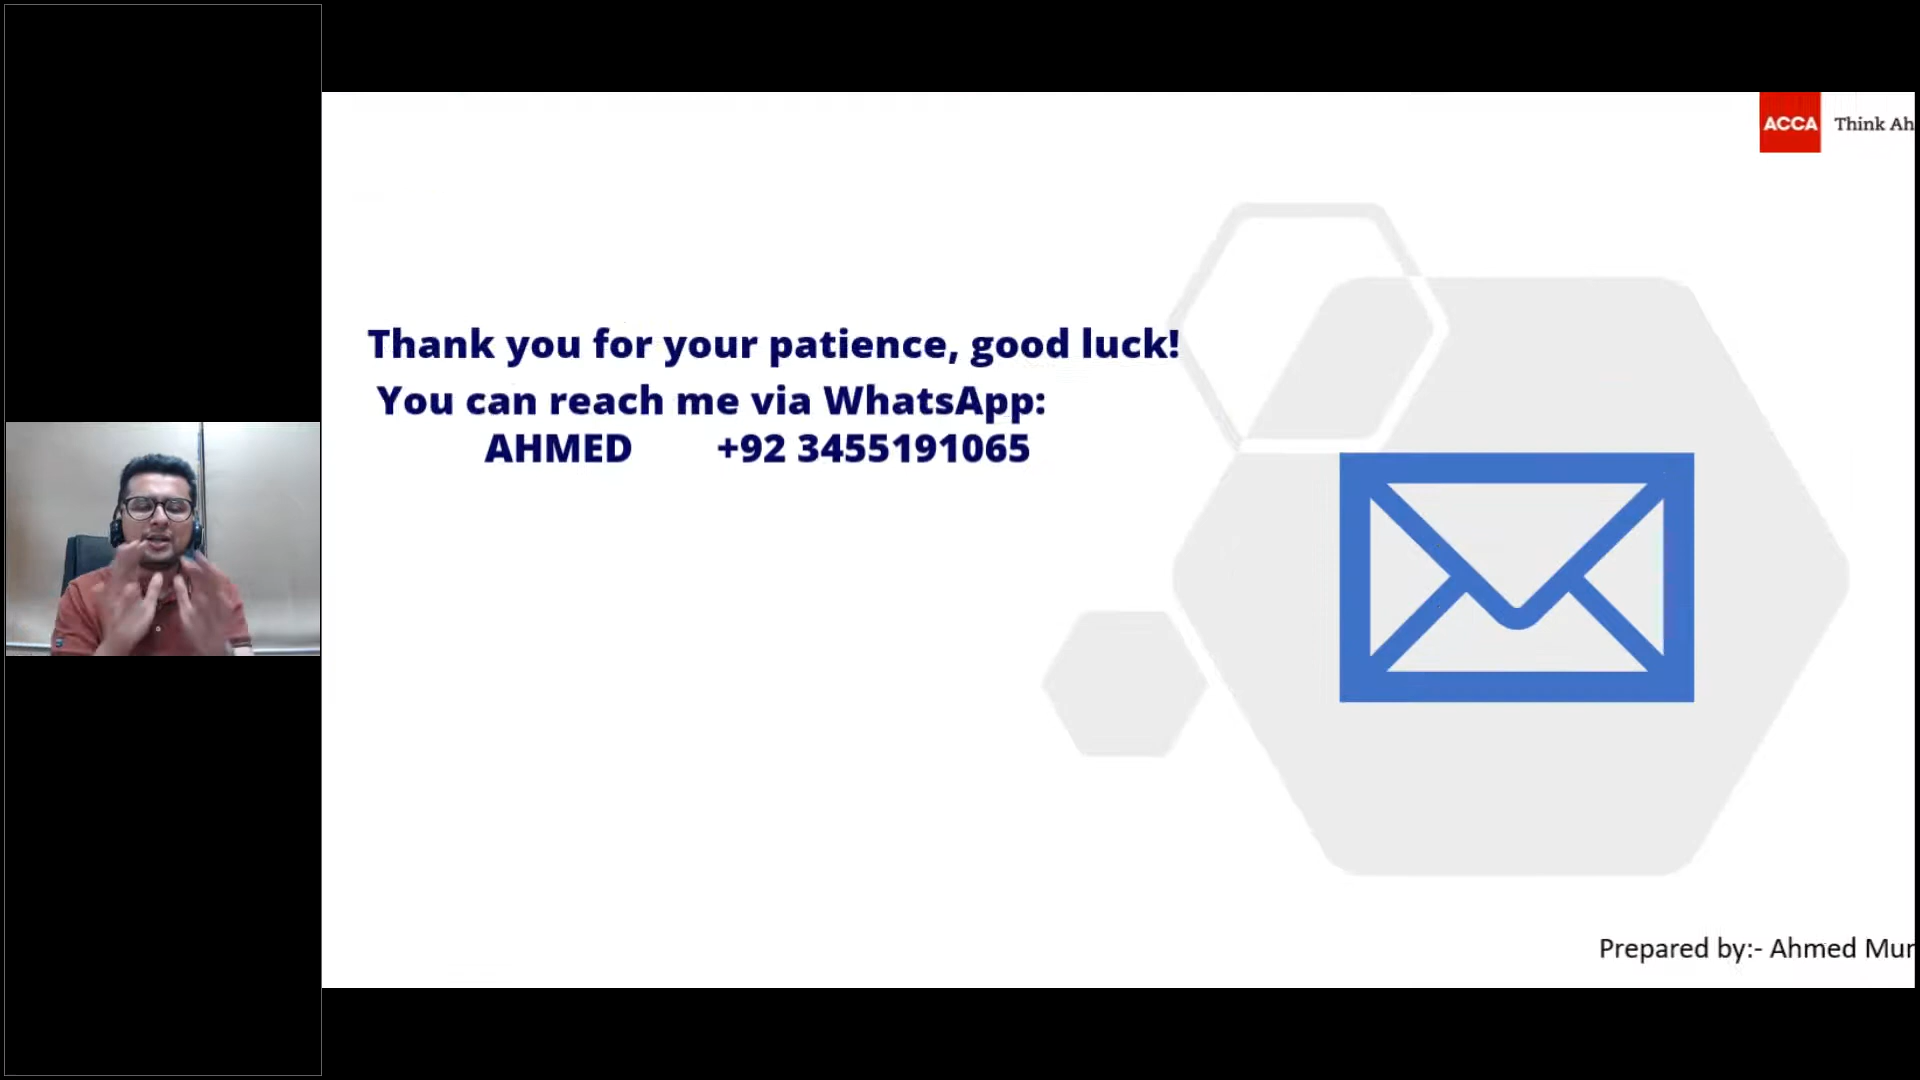 ACCA Think Ah
Thank you for your patience, good luck!
You can reach me via WhatsApp:
AHMED +92 3455191065
Prepared by:- Ahmed Mur